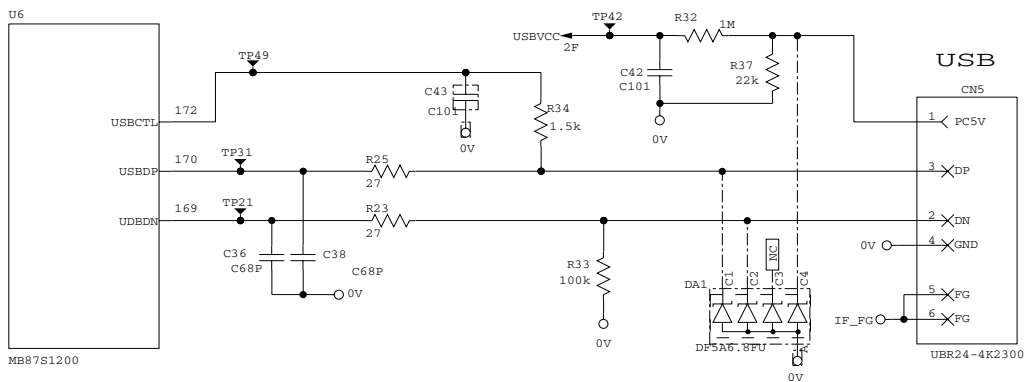 U6
TP42
R32
1M
USBVCC
2F
USB
TP49
R37
22k
C42
C101
C43
C101
CN5
R34
1.5k
172
USBCTL
0V
0V
1
PC5V
TP31
170
USBDP
R25
27
3
DP
TP21
169
UDBDN
R23
27
2
DN
C36
C68P
C38
C68P
0V
4
GND
NC
R33
100k
C1
C2
C3
C4
DA1
0V
5
FG
IF_FG
6
FG
0V
DF5A6.8FU
A
0V
MB87S1200
UBR24-4K2300